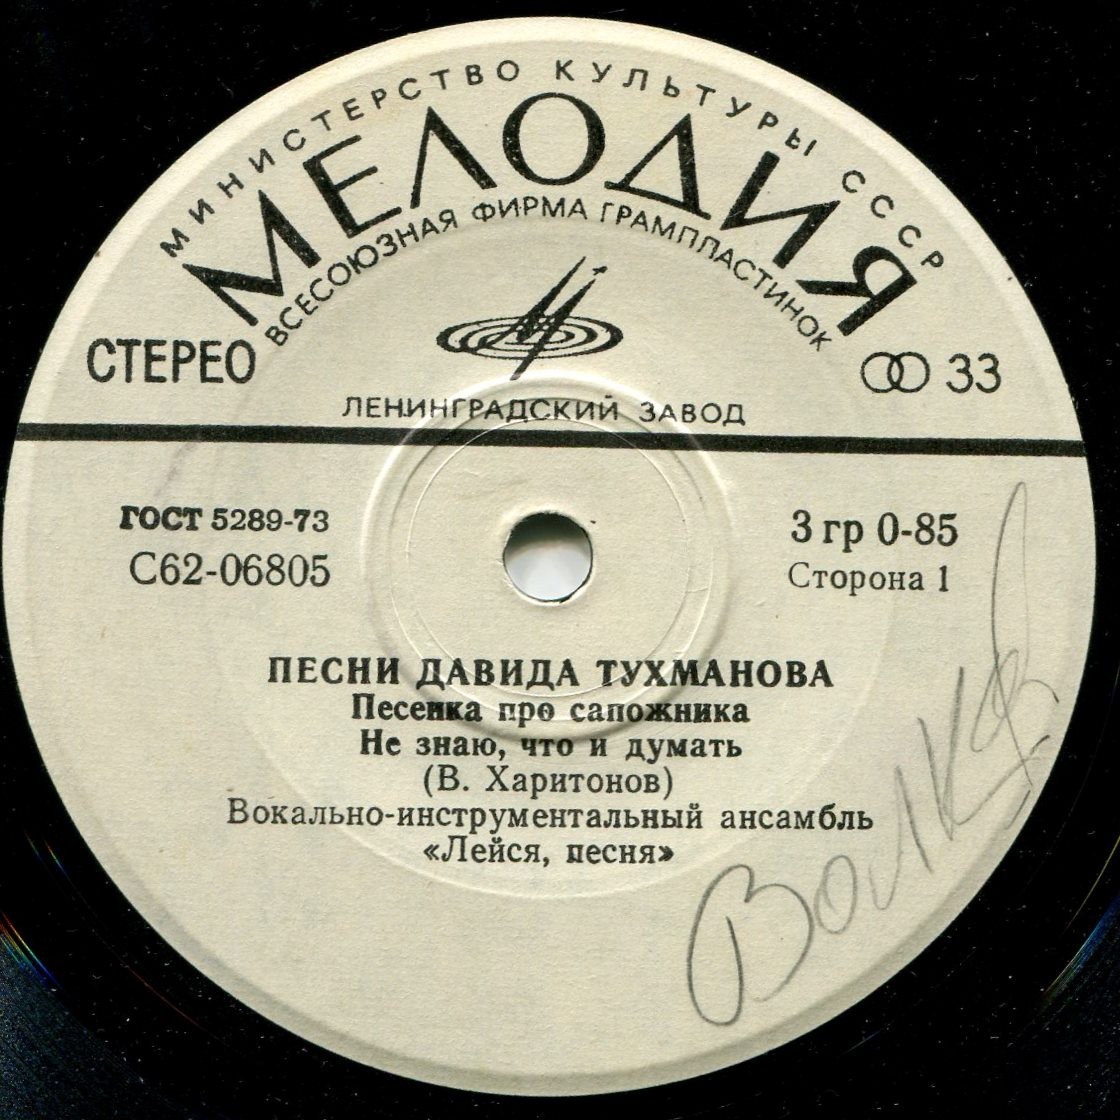 МИНИСТЕРСТВО КУЛЬТУРЫ СССР
МЕЛОДИЯ
ВСЕСОЮЗНАЯ ФИРМА ГРАМПЛАСТИНОК
СТЕРЕО
33
ЛЕНИНГРАДСКИЙ ЗАВОД
ГОСТ 5289-73
С62-06805
3 гр 0-85
Сторона 1
ПЕСНИ ДАВИДА ТУХМАНОВА
Песенка про сапожника
Не знаю, что и думать
(В. Харитонов)
Вокально-инструментальный ансамбль
«Лейся, песня»